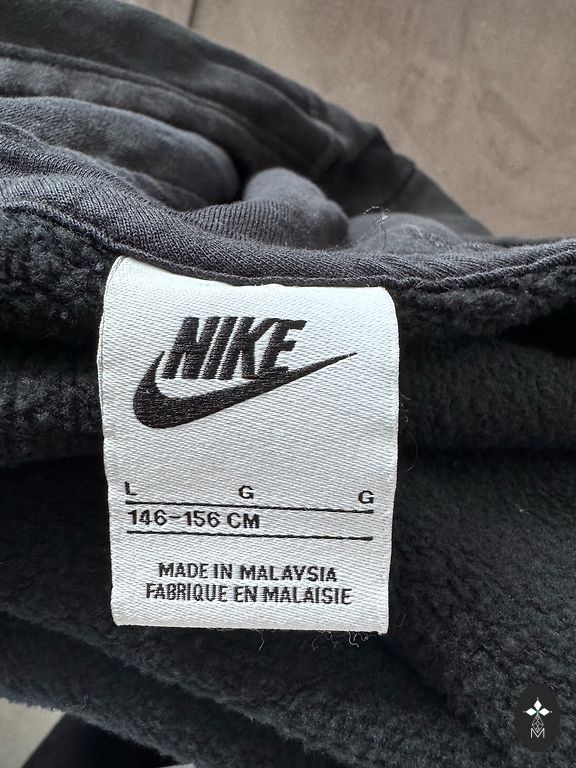 NIKE
L G G
146-156 CM
MADE IN MALAYSIA
FABRIQUE EN MALAISIE
M